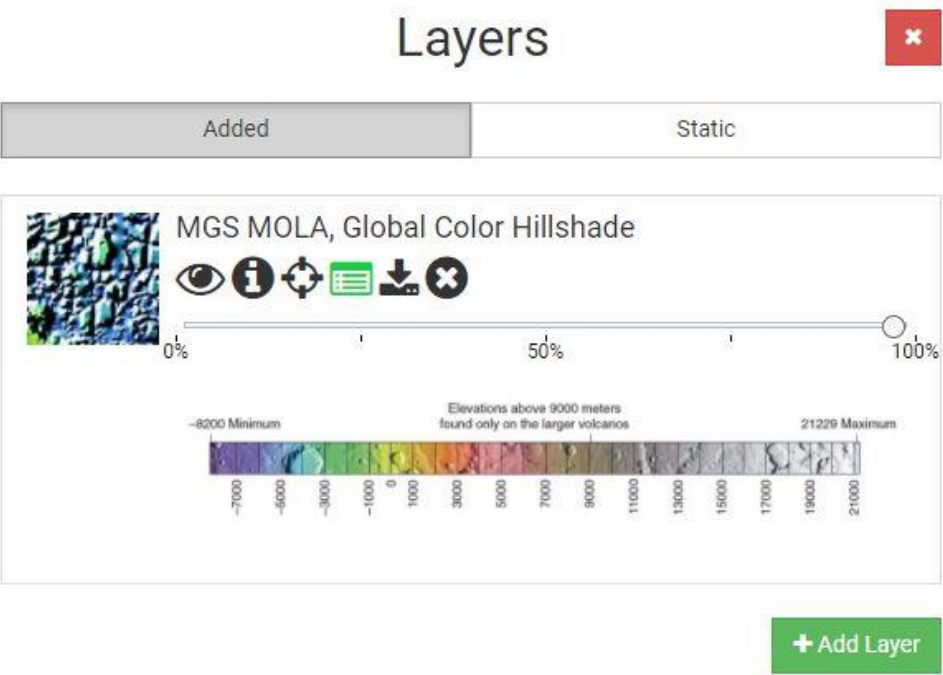 Layers
Added
Static
MGS MOLA, Global Color Hillshade
0%
50%
100%
Elevations above 9000 meters
-8200 Minimum
found only on the larger volcanos
21229 Maximum
-7000
-5000
-3000
-1000
0
1000
3000
5000
7000
9000
11000
13000
15000
17000
19000
21000
Add Layer